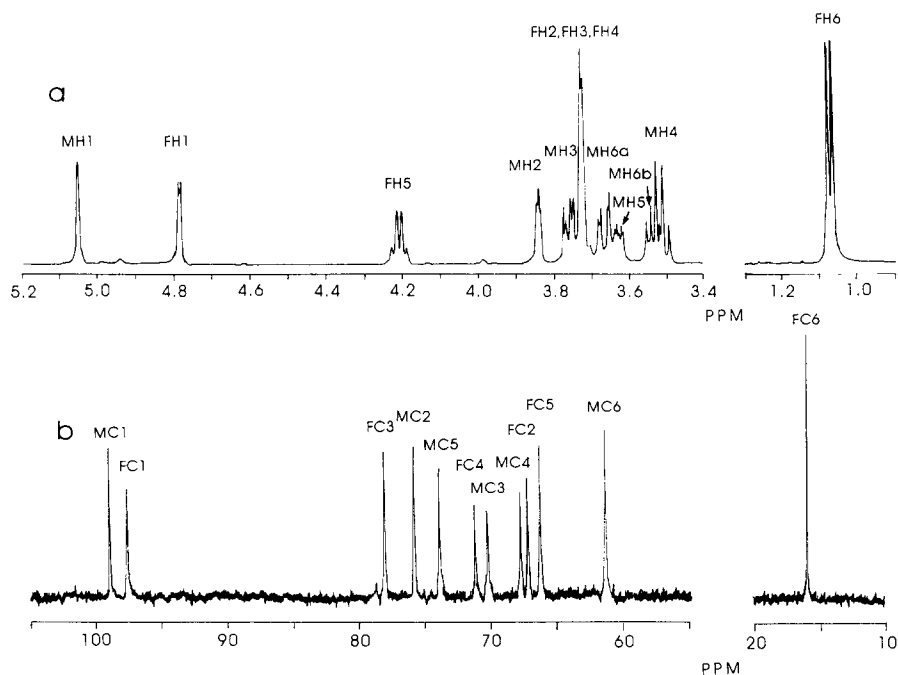 FH2,FH3,FH4
FH6
a
MH1
FH1
FH5
MH2
MH3
MH6a
MH6b
MH5
MH4
5.2 5.0 4.8 4.6 4.4 4.2 4.0 3.8 3.6 3.4 1.2 1.0
PPM
b
MC1
FC1
FC3
MC2
MC5
FC4
MC3
MC4
FC2
FC5
MC6
FC6
100 90 80 70 60 20 10
PPM